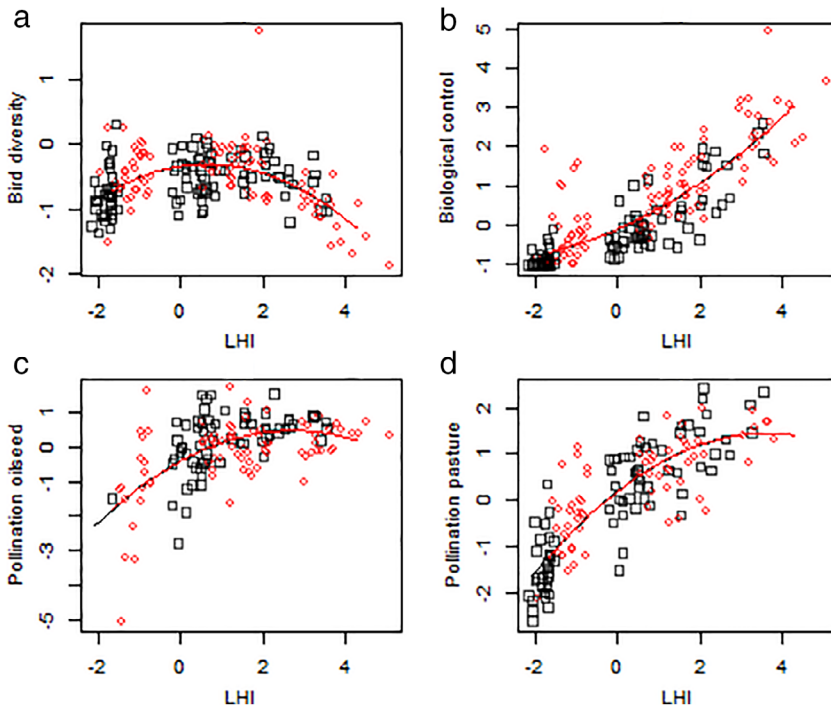 a
Bird diversity
1
0
-1
-2
-2 0 2 4
LHI
b
Biological control
5
4
3
2
1
0
-1
-2 0 2 4
LHI
c
Pollination oilseed
1
0
-1
-3
-5
-2 0 2 4
LHI
d
Pollination pasture
2
1
0
-1
-2
-2 0 2 4
LHI